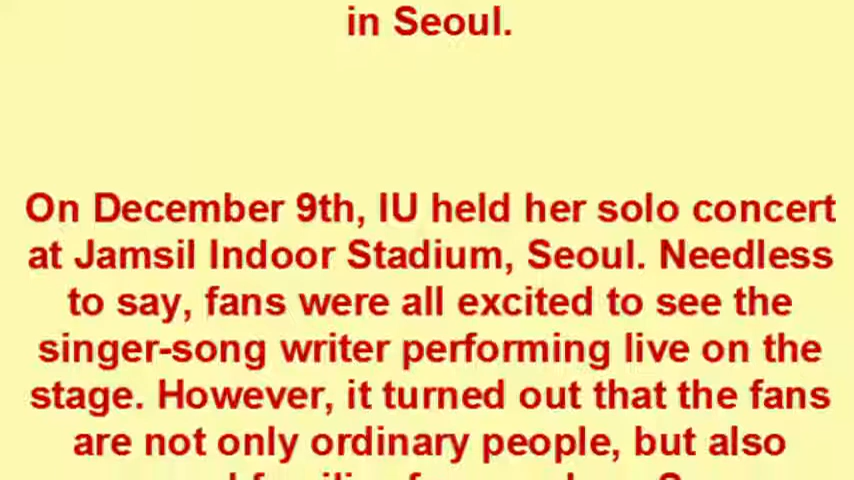 in Seoul.
On December 9th, IU held her solo concert
at Jamsil Indoor Stadium, Seoul. Needless
to say, fans were all excited to see the
singer-song writer performing live on the
stage. However, it turned out that the fans
are not only ordinary people, but also